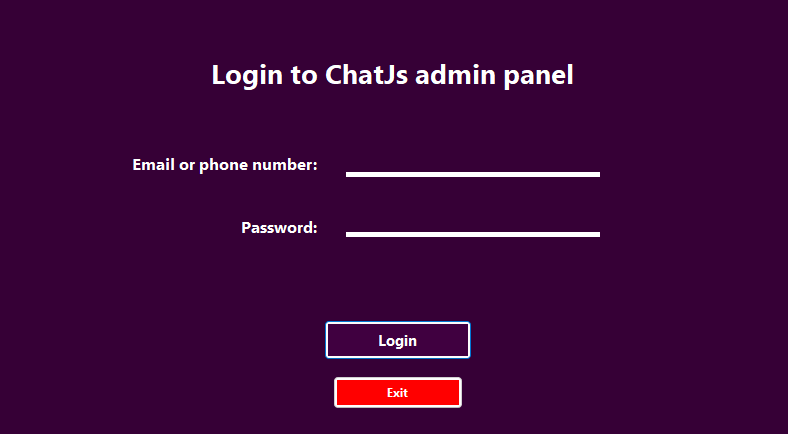 Login to ChatJs admin panel
Email or phone number:
Password:
Login
Exit